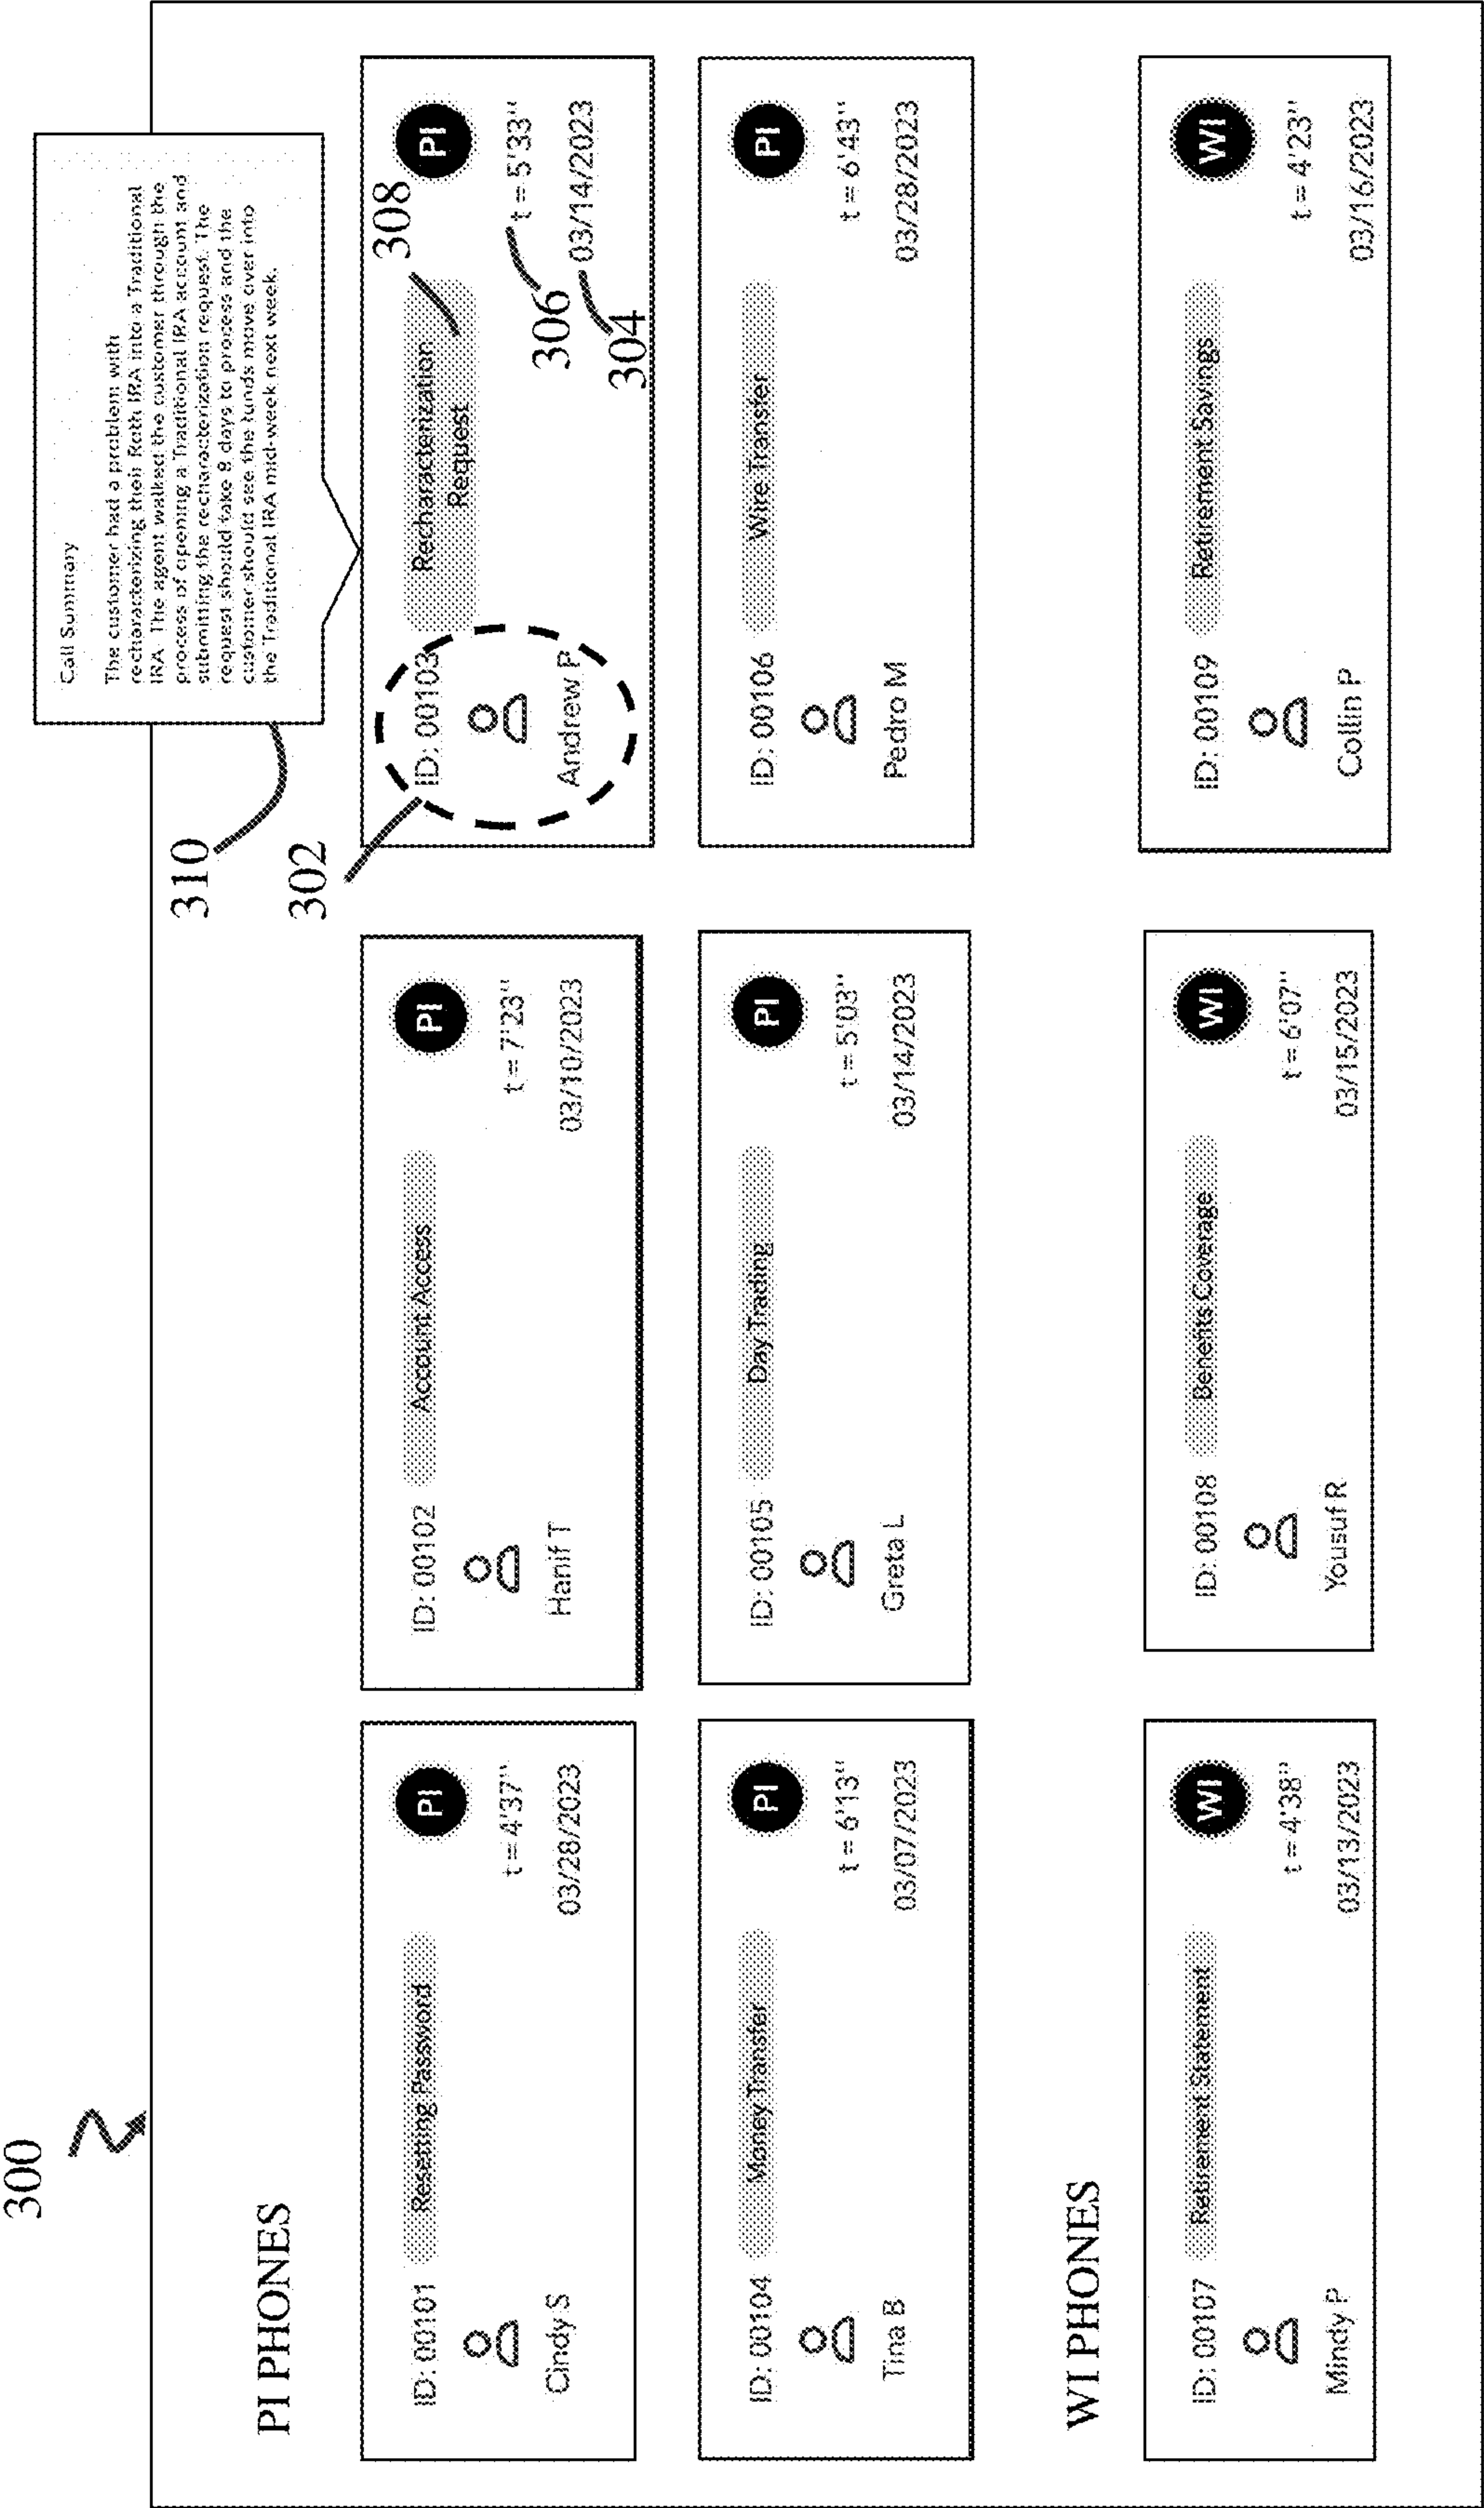 300
Call Summary
The customer had a problem with
recharacterizing their Roth IRA into a Traditional
IRA. The agent walked the customer through the
process of opening a Traditional IRA account and
submitting the recharacterization request. The
request should take 8 days to process and the
customer should see the funds move over into
the Traditional IRA mid-week next week.
310
302
308
306
304
PI PHONES
ID: 00101
Resetting Password
PI
t = 4'37"
Cindy S
03/28/2023
ID: 00102
Account Access
PI
t = 7'23"
Hanif T
03/10/2023
ID: 00103
Recharacterization
Request
PI
t = 5'33"
Andrew P
03/14/2023
ID: 00104
Money Transfer
PI
t = 6'13"
Tina B
03/07/2023
ID: 00105
Day Trading
PI
t = 5'03"
Greta L
03/14/2023
ID: 00106
Wire Transfer
PI
t = 6'43"
Pedro M
03/28/2023
WI PHONES
ID: 00107
Retirement Statement
WI
t = 4'38"
Mindy P
03/13/2023
ID: 00108
Benefits Coverage
WI
t = 6'07"
Yousuf R
03/15/2023
ID: 00109
Retirement Savings
WI
t = 4'23"
Collin P
03/16/2023